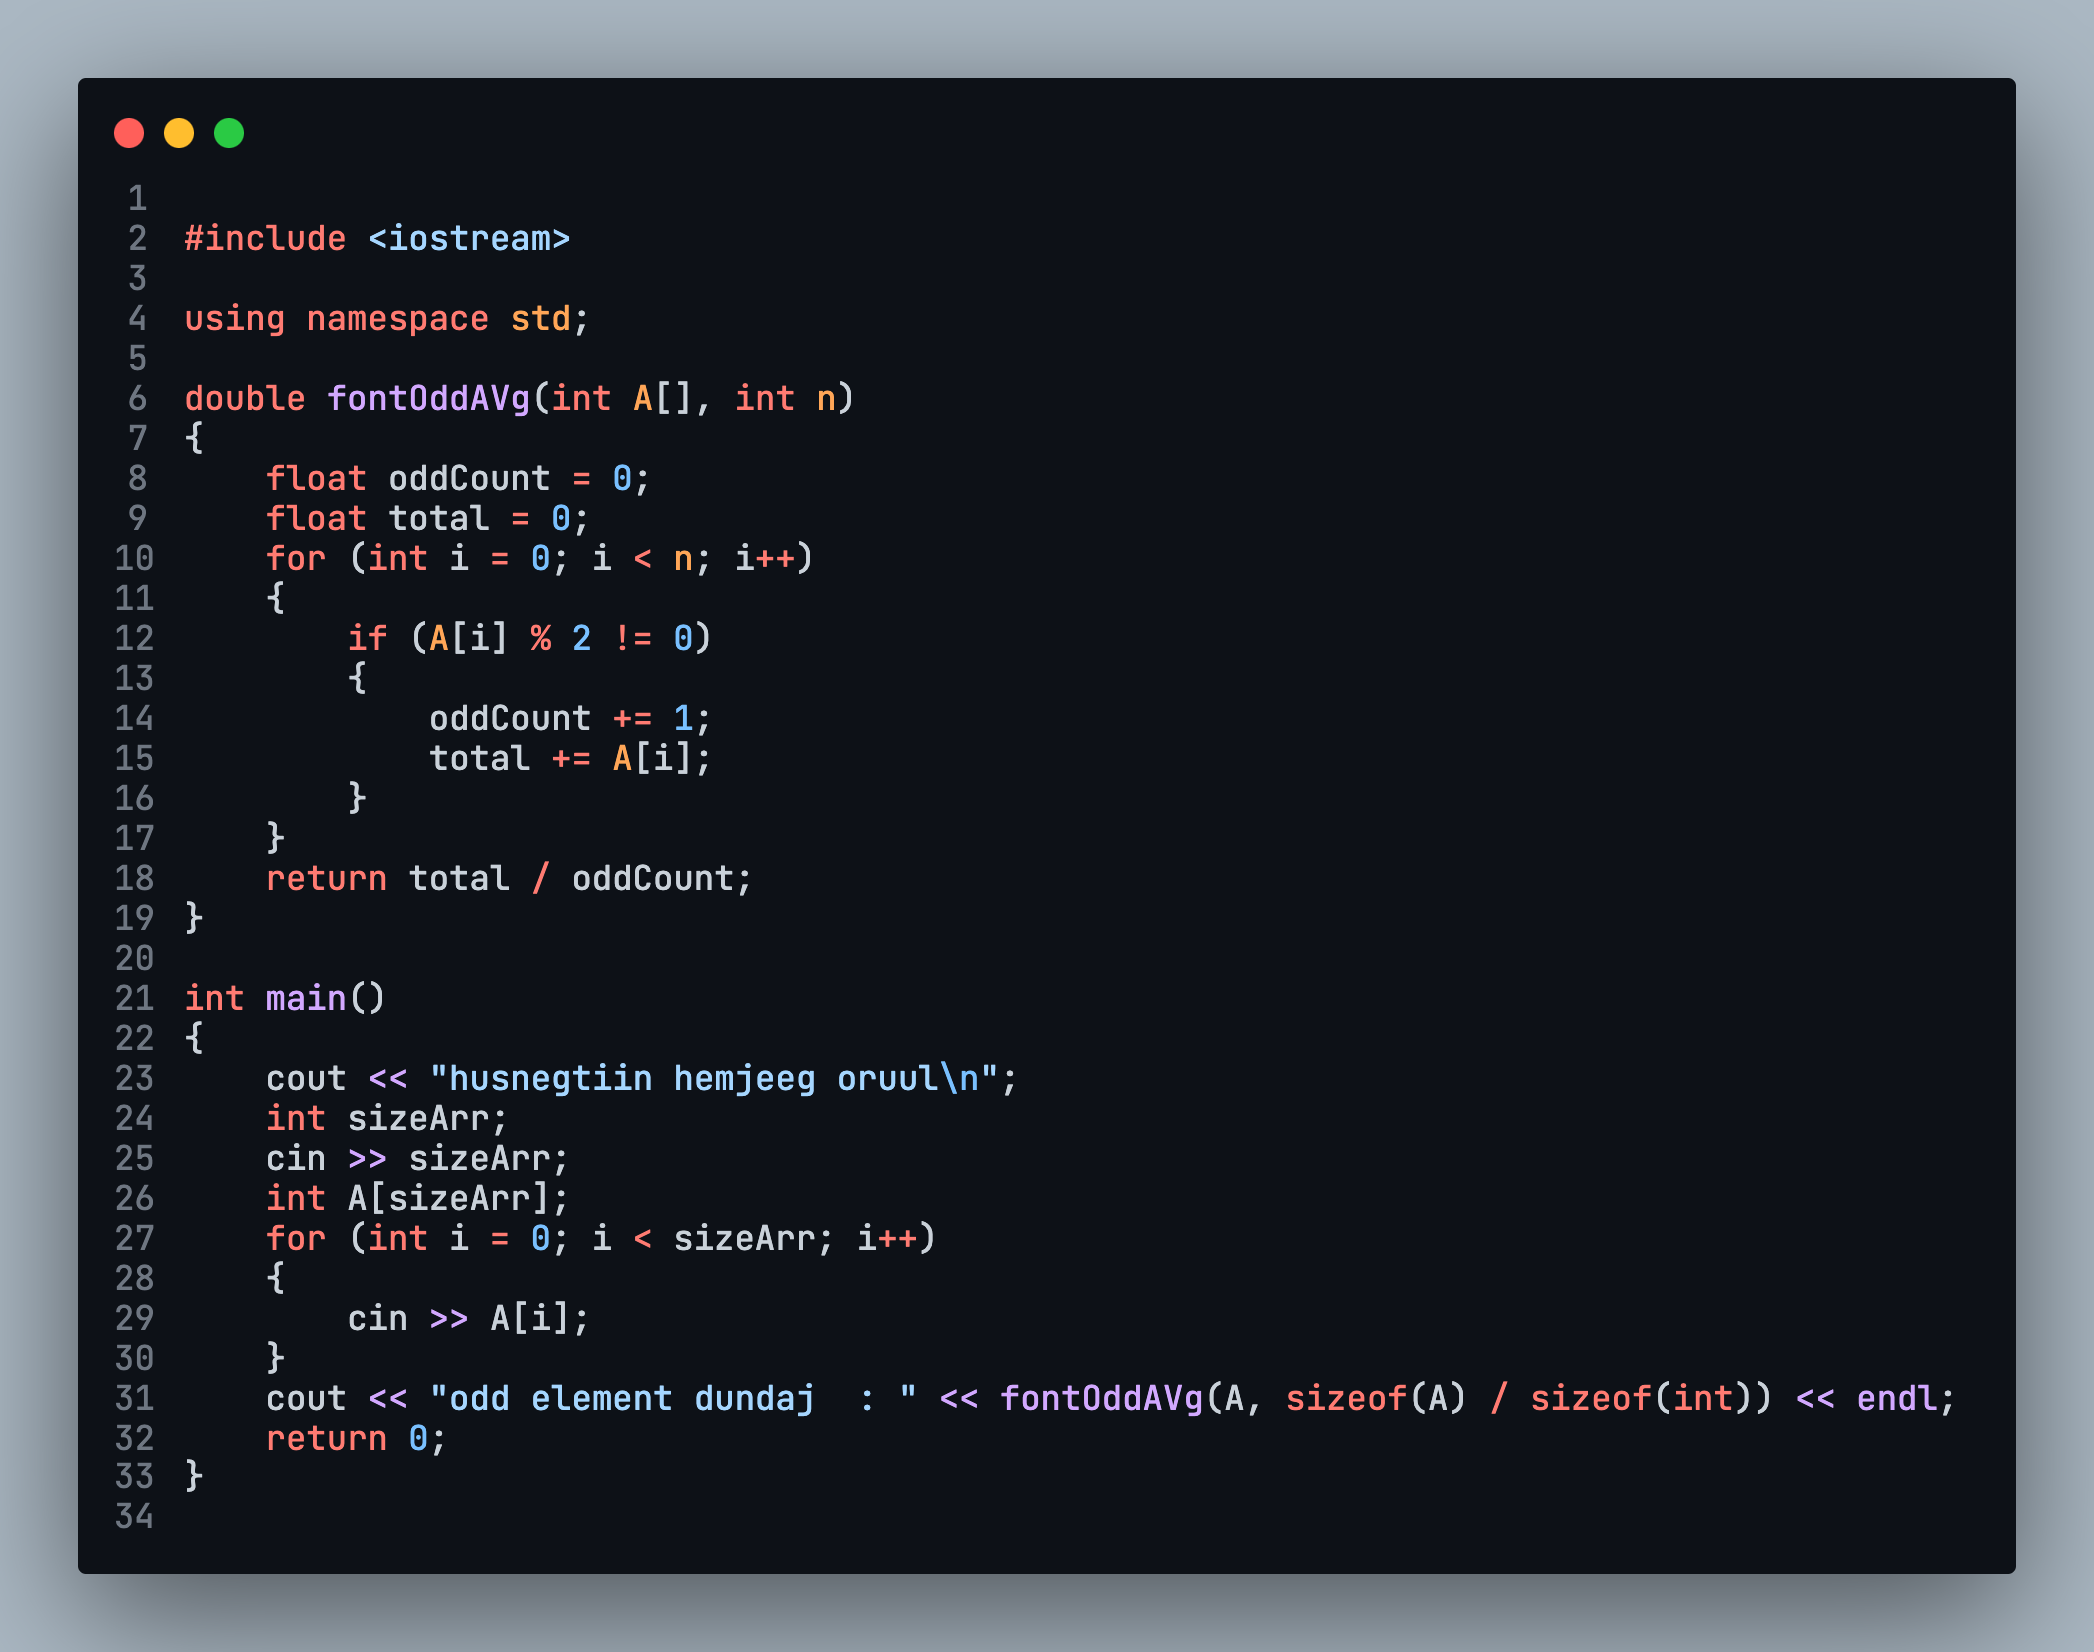 1
2 #include <iostream>
3
4 using namespace std;
5
6 double fontOddAVg(int A[], int n)
7 {
8     float oddCount = 0;
9     float total = 0;
10     for (int i = 0; i < n; i++)
11     {
12         if (A[i] % 2 != 0)
13         {
14             oddCount += 1;
15             total += A[i];
16         }
17     }
18     return total / oddCount;
19 }
20
21 int main()
22 {
23     cout << "husnegtiin hemjeeg oruul\n";
24     int sizeArr;
25     cin >> sizeArr;
26     int A[sizeArr];
27     for (int i = 0; i < sizeArr; i++)
28     {
29         cin >> A[i];
30     }
31     cout << "odd element dundaj  : " << fontOddAVg(A, sizeof(A) / sizeof(int)) << endl;
32     return 0;
33 }
34